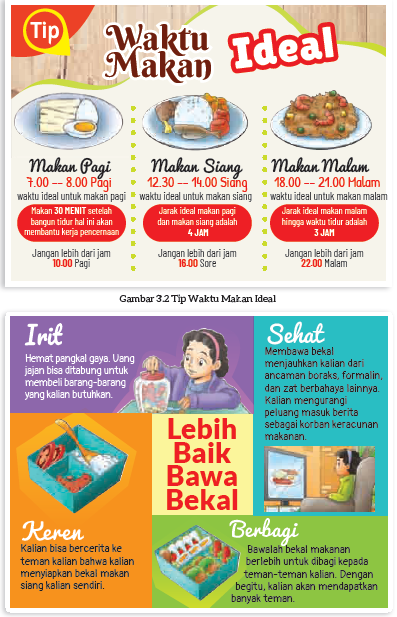 Tip
Waktu
Makan
Ideal
Makan Pagi
7.00 -- 8.00 Pagi
waktu ideal untuk makan pagi
Makan 30 MENIT setelah
bangun tidur hal ini akan
membantu kerja pencernaan
Jangan lebih dari jam
10.00 Pagi
Makan Siang
12.30 -- 14.00 Siang
waktu ideal untuk makan siang
Jarak ideal makan pagi
dan makan siang adalah
4 JAM
Jangan lebih dari jam
16.00 Sore
Makan Malam
18.00 -- 21.00 Malam
waktu ideal untuk makan malam
Jarak ideal makan malam
hingga waktu tidur adalah
3 JAM
Jangan lebih dari jam
22.00 Malam
Gambar 3.2 Tip Waktu Makan Ideal
Irit
Hemat pangkal gaya. Uang
jajan bisa ditabung untuk
membeli barang-barang
yang kalian butuhkan.
Sehat
Membawa bekal
menjauhkan kalian dari
ancaman boraks, formalin,
dan zat berbahaya lainnya.
Kalian mengurangi
peluang masuk berita
sebagai korban keracunan
makanan.
Lebih
Baik
Bawa
Bekal
Keren
Kalian bisa bercerita ke
teman kalian bahwa kalian
menyiapkan bekal makan
siang kalian sendiri.
Berbagi
Bawalah bekal makanan
berlebih untuk dibagi kepada
teman-teman kalian. Dengan
begitu, kalian akan mendapatkan
banyak teman.